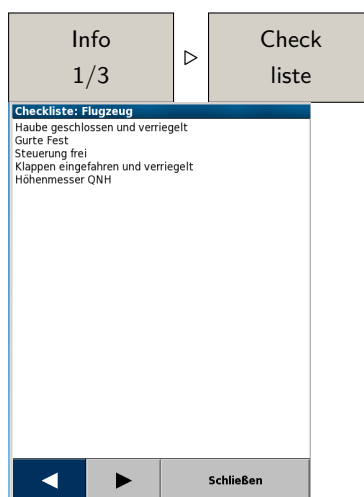 Info
1/3
Check
liste
Checkliste: Flugzeug
Haube geschlossen und verriegelt
Gurte Fest
Steuerung frei
Klappen eingefahren und verriegelt
Höhenmesser QNH
Schließen